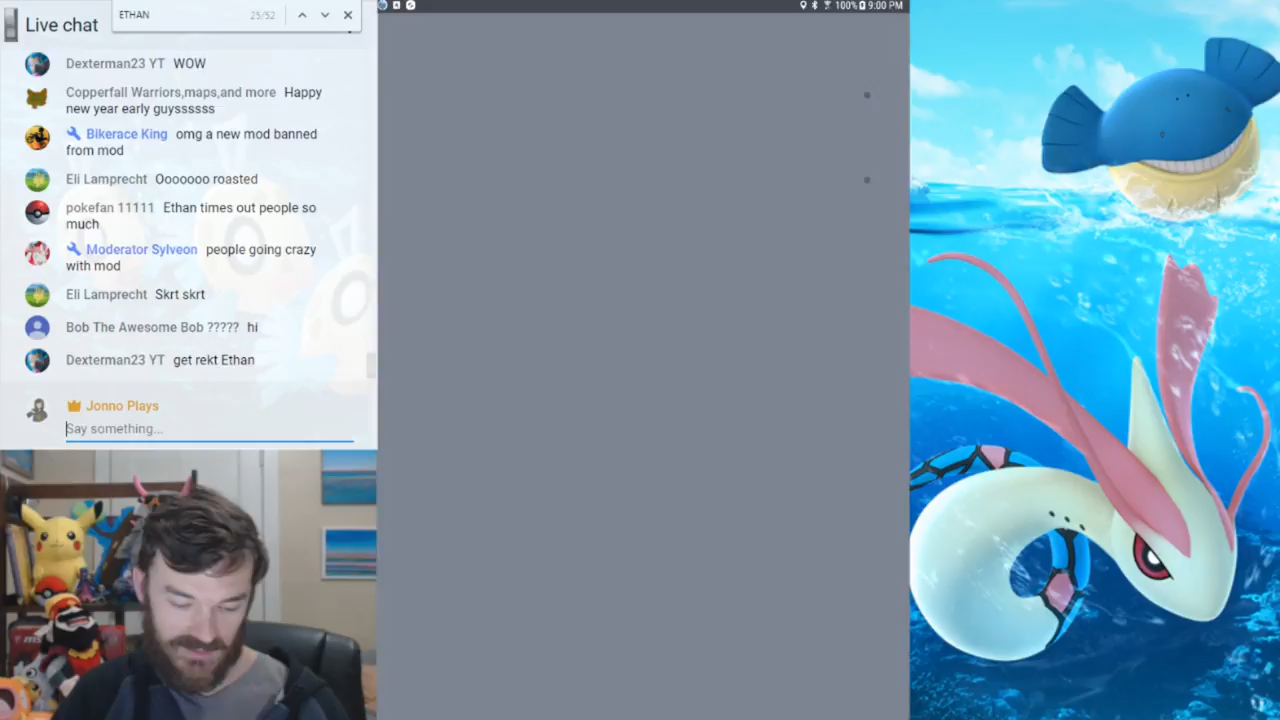 ETHAN 25/52
Live chat
100% 9:00 PM
Dexterman23 YT WOW
Copperfall Warriors,maps,and more Happy
new year early guyssssss
Bikerace King omg a new mod banned
from mod
Eli Lamprecht Ooooooo roasted
pokefan 11111 Ethan times out people so
much
Moderator Sylveon people going crazy
with mod
Eli Lamprecht Skrt skrt
Bob The Awesome Bob ????? hi
Dexterman23 YT get rekt Ethan
Jonno Plays
Say something...